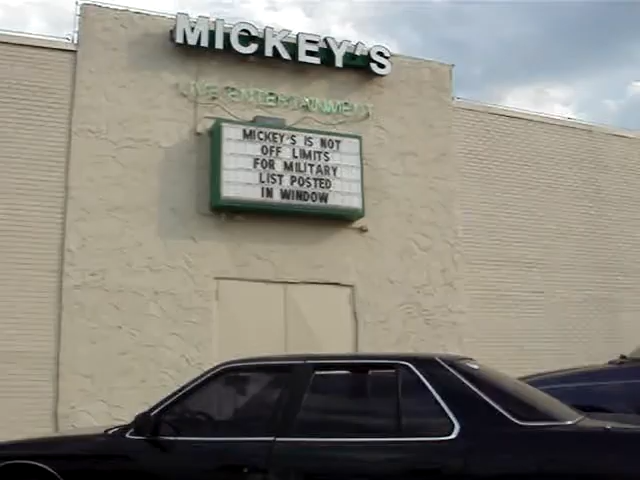 MICKEY'S
LIVE ENTERTAINMENT
MICKEY'S IS NOT
OFF LIMITS
FOR MILITARY
LIST POSTED
IN WINDOW